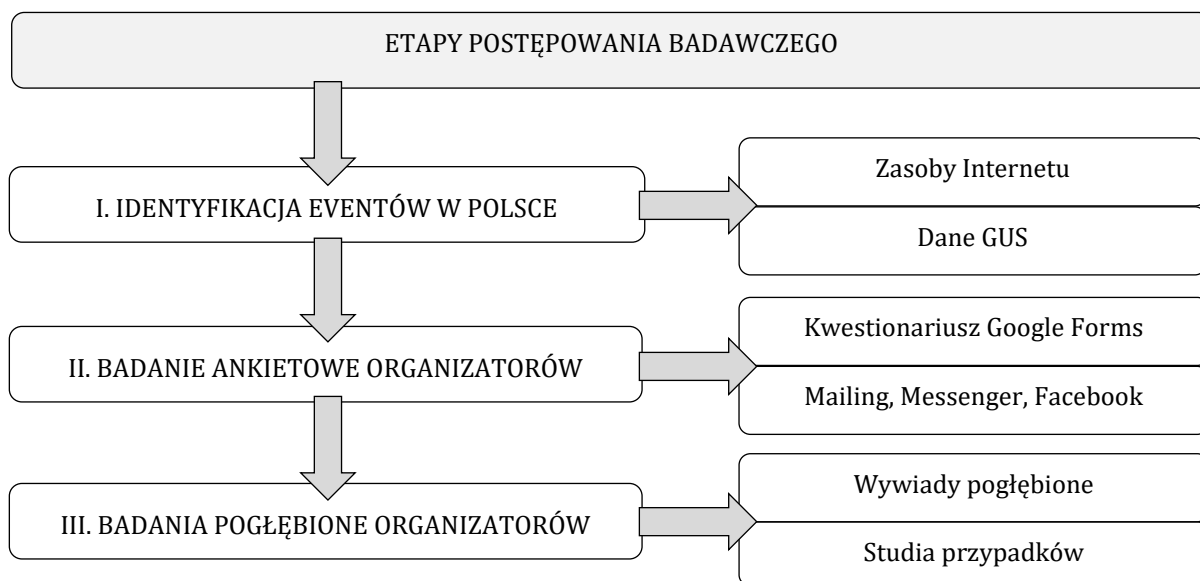 ETAPY POSTĘPOWANIA BADAWCZEGO
I. IDENTYFIKACJA EVENTÓW W POLSCE
Zasoby Internetu
Dane GUS
II. BADANIE ANKIETOWE ORGANIZATORÓW
Kwestionariusz Google Forms
Mailing, Messenger, Facebook
III. BADANIA POGŁĘBIONE ORGANIZATORÓW
Wywiady pogłębione
Studia przypadków